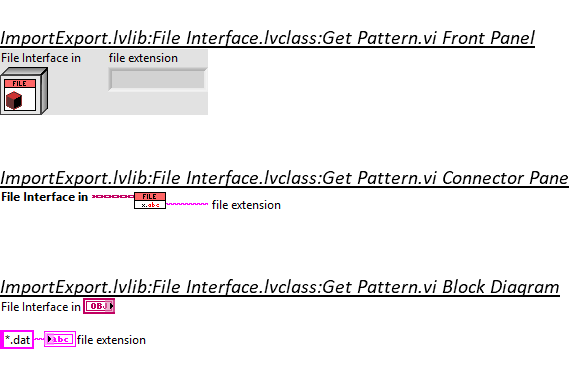 ImportExport.lvlib:File Interface.lvclass:Get Pattern.vi Front Panel
File Interface in file extension
FILE
ImportExport.lvlib:File Interface.lvclass:Get Pattern.vi Connector Pane
File Interface in FILE
x.abc file extension
ImportExport.lvlib:File Interface.lvclass:Get Pattern.vi Block Diagram
File Interface in OBJ
*.dat abc file extension